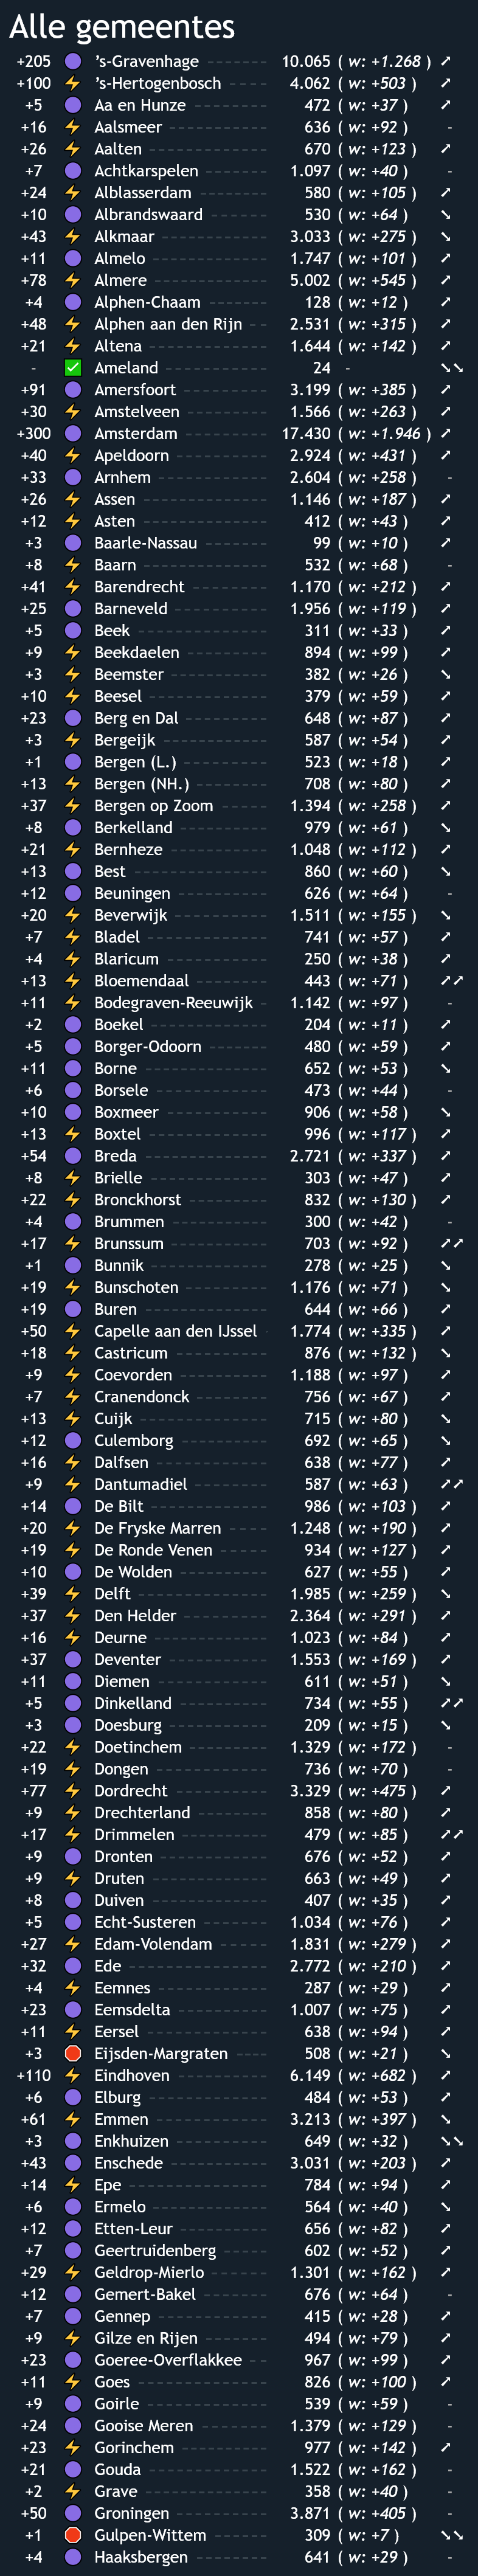 Alle gemeentes
+205 's-Gravenhage 10.065 ( w: +1.268 )
+100 's-Hertogenbosch 4.062 ( w: +503 )
+5 Aa en Hunze 472 ( w: +37 )
+16 Aalsmeer 636 ( w: +92 ) -
+26 Aalten 670 ( w: +123 )
+7 Achtkarspelen 1.097 ( w: +40 ) -
+24 Alblasserdam 580 ( w: +105 )
+10 Albrandswaard 530 ( w: +64 )
+43 Alkmaar 3.033 ( w: +275 )
+11 Almelo 1.747 ( w: +101 )
+78 Almere 5.002 ( w: +545 )
+4 Alphen-Chaam 128 ( w: +12 )
+48 Alphen aan den Rijn 2.531 ( w: +315 )
+21 Altena 1.644 ( w: +142 )
- Ameland 24 -
+91 Amersfoort 3.199 ( w: +385 )
+30 Amstelveen 1.566 ( w: +263 )
+300 Amsterdam 17.430 ( w: +1.946 )
+40 Apeldoorn 2.924 ( w: +431 )
+33 Arnhem 2.604 ( w: +258 ) -
+26 Assen 1.146 ( w: +187 )
+12 Asten 412 ( w: +43 )
+3 Baarle-Nassau 99 ( w: +10 )
+8 Baarn 532 ( w: +68 ) -
+41 Barendrecht 1.170 ( w: +212 )
+25 Barneveld 1.956 ( w: +119 )
+5 Beek 311 ( w: +33 )
+9 Beekdaelen 894 ( w: +99 )
+3 Beemster 382 ( w: +26 )
+10 Beesel 379 ( w: +59 )
+23 Berg en Dal 648 ( w: +87 )
+3 Bergeijk 587 ( w: +54 )
+1 Bergen (L.) 523 ( w: +18 )
+13 Bergen (NH.) 708 ( w: +80 )
+37 Bergen op Zoom 1.394 ( w: +258 )
+8 Berkelland 979 ( w: +61 )
+21 Bernheze 1.048 ( w: +112 )
+13 Best 860 ( w: +60 )
+12 Beuningen 626 ( w: +64 ) -
+20 Beverwijk 1.511 ( w: +155 )
+7 Bladel 741 ( w: +57 )
+4 Blaricum 250 ( w: +38 )
+13 Bloemendaal 443 ( w: +71 )
+11 Bodegraven-Reeuwijk 1.142 ( w: +97 ) -
+2 Boekel 204 ( w: +11 )
+5 Borger-Odoorn 480 ( w: +59 )
+11 Borne 652 ( w: +53 )
+6 Borsele 473 ( w: +44 ) -
+10 Boxmeer 906 ( w: +58 )
+13 Boxtel 996 ( w: +117 )
+54 Breda 2.721 ( w: +337 )
+8 Brielle 303 ( w: +47 )
+22 Bronckhorst 832 ( w: +130 )
+4 Brummen 300 ( w: +42 ) -
+17 Brunssum 703 ( w: +92 )
+1 Bunnik 278 ( w: +25 )
+19 Bunschoten 1.176 ( w: +71 )
+19 Buren 644 ( w: +66 )
+50 Capelle aan den IJssel 1.774 ( w: +335 )
+18 Castricum 876 ( w: +132 )
+9 Coevorden 1.188 ( w: +97 )
+7 Cranendonck 756 ( w: +67 )
+13 Cuijk 715 ( w: +80 )
+12 Culemborg 692 ( w: +65 )
+16 Dalfsen 638 ( w: +77 )
+9 Dantumadiel 587 ( w: +63 )
+14 De Bilt 986 ( w: +103 )
+20 De Fryske Marren 1.248 ( w: +190 )
+19 De Ronde Venen 934 ( w: +127 )
+10 De Wolden 627 ( w: +55 )
+39 Delft 1.985 ( w: +259 )
+37 Den Helder 2.364 ( w: +291 )
+16 Deurne 1.023 ( w: +84 )
+37 Deventer 1.553 ( w: +169 )
+11 Diemen 611 ( w: +51 )
+5 Dinkelland 734 ( w: +55 )
+3 Doesburg 209 ( w: +15 )
+22 Doetinchem 1.329 ( w: +172 ) -
+19 Dongen 736 ( w: +70 ) -
+77 Dordrecht 3.329 ( w: +475 )
+9 Drechterland 858 ( w: +80 )
+17 Drimmelen 479 ( w: +85 )
+9 Dronten 676 ( w: +52 )
+9 Druten 663 ( w: +49 )
+8 Duiven 407 ( w: +35 )
+5 Echt-Susteren 1.034 ( w: +76 )
+27 Edam-Volendam 1.831 ( w: +279 )
+32 Ede 2.772 ( w: +210 )
+4 Eemnes 287 ( w: +29 )
+23 Eemsdelta 1.007 ( w: +75 )
+11 Eersel 638 ( w: +94 )
+3 Eijsden-Margraten 508 ( w: +21 )
+110 Eindhoven 6.149 ( w: +682 )
+6 Elburg 484 ( w: +53 )
+61 Emmen 3.213 ( w: +397 )
+3 Enkhuizen 649 ( w: +32 )
+43 Enschede 3.031 ( w: +203 )
+14 Epe 784 ( w: +94 )
+6 Ermelo 564 ( w: +40 )
+12 Etten-Leur 656 ( w: +82 )
+7 Geertruidenberg 602 ( w: +52 )
+29 Geldrop-Mierlo 1.301 ( w: +162 )
+12 Gemert-Bakel 676 ( w: +64 ) -
+7 Gennep 415 ( w: +28 )
+9 Gilze en Rijen 494 ( w: +79 )
+23 Goeree-Overflakkee 967 ( w: +99 )
+11 Goes 826 ( w: +100 )
+9 Goirle 539 ( w: +59 ) -
+24 Gooise Meren 1.379 ( w: +129 ) -
+23 Gorinchem 977 ( w: +142 )
+21 Gouda 1.522 ( w: +162 ) -
+2 Grave 358 ( w: +40 ) -
+50 Groningen 3.871 ( w: +405 ) -
+1 Gulpen-Wittem 309 ( w: +7 )
+4 Haaksbergen 641 ( w: +29 ) -